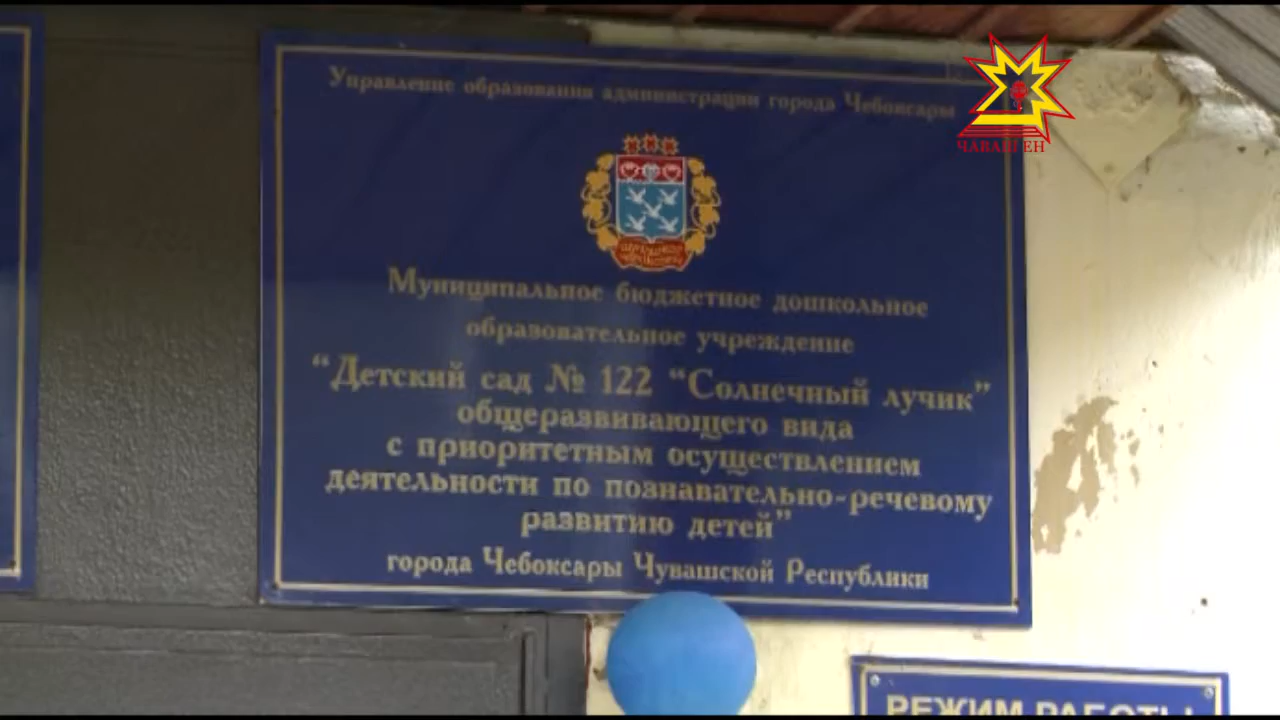 Управление образования администрации города Чебоксары
ЧӐВАШ ЕН
Муниципальное бюджетное дошкольное
образовательное учреждение
“Детский сад № 122 “Солнечный лучик”
общеразвивающего вида
с приоритетным осуществлением
деятельности по познавательно-речевому
развитию детей”
города Чебоксары Чувашской Республики
РЕЖИМ РАБОТЫ